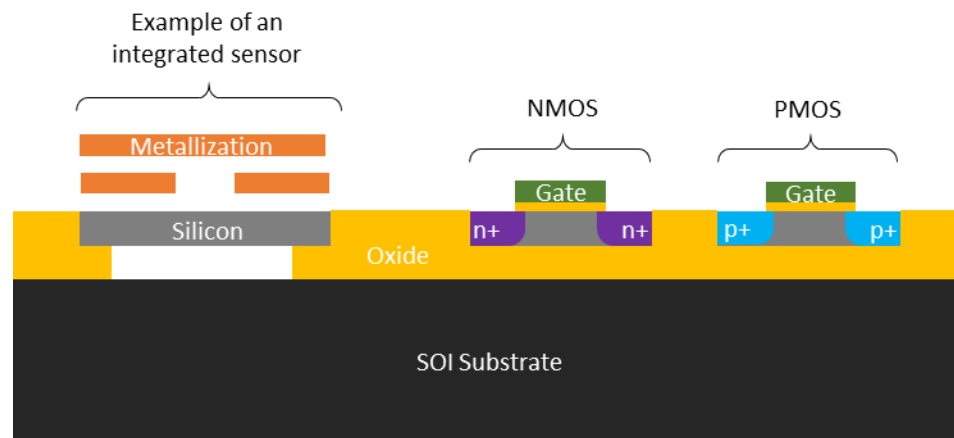 Example of an
integrated sensor
NMOS
PMOS
Metallization
Gate
Gate
Silicon
n+
n+
p+
p+
Oxide
SOI Substrate